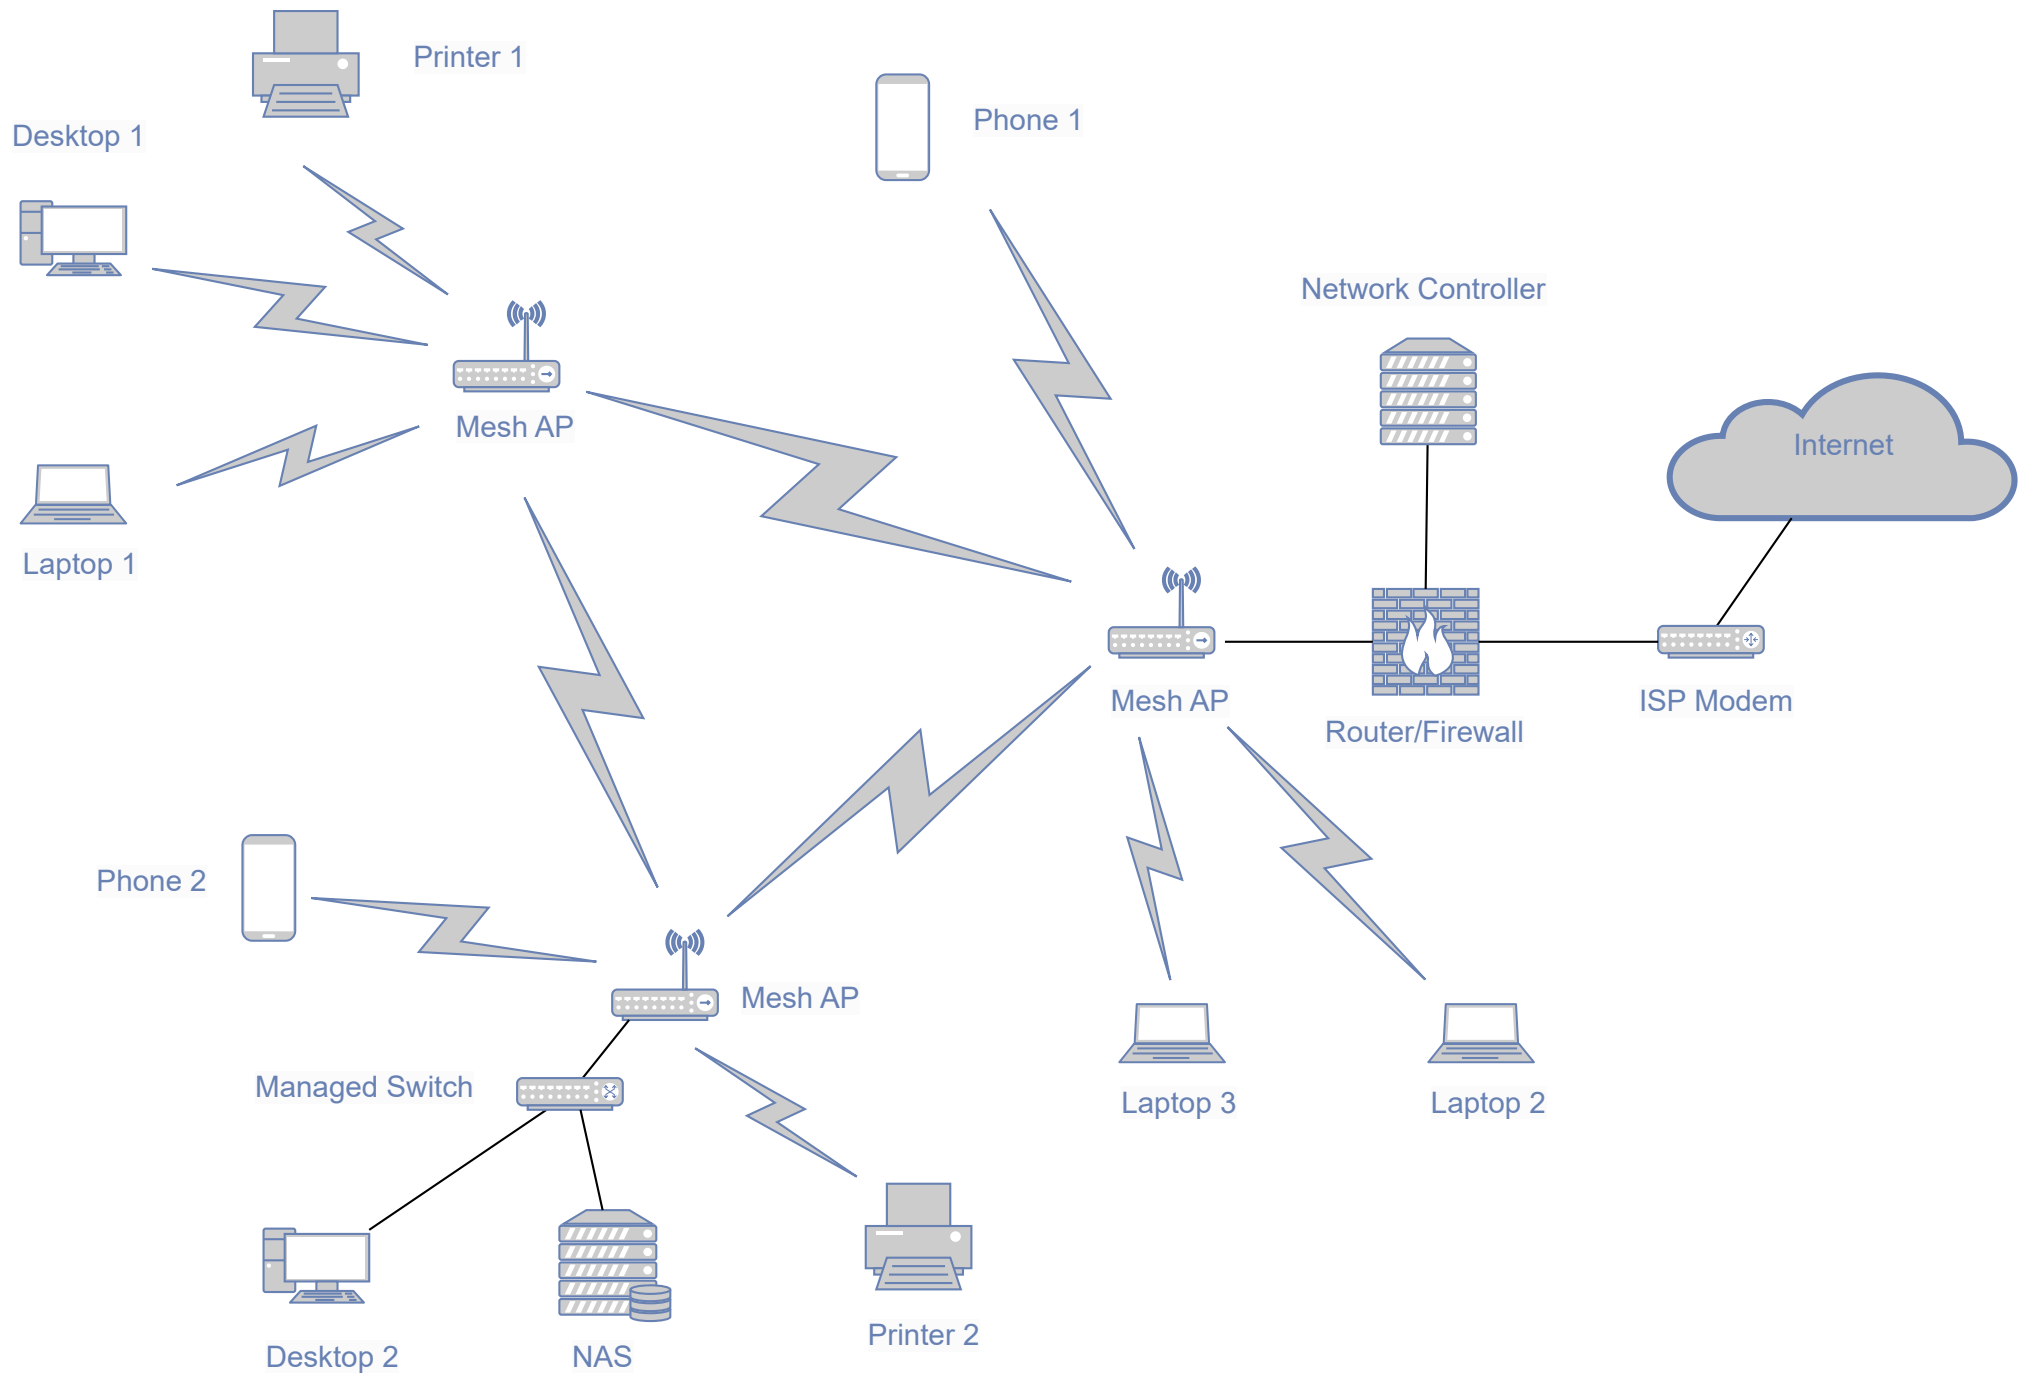 Printer 1
Phone 1
Desktop 1
Network Controller
Mesh AP
Internet
Laptop 1
Mesh AP
ISP Modem
Router/Firewall
Phone 2
Mesh AP
Managed Switch
Laptop 3
Laptop 2
Printer 2
Desktop 2
NAS